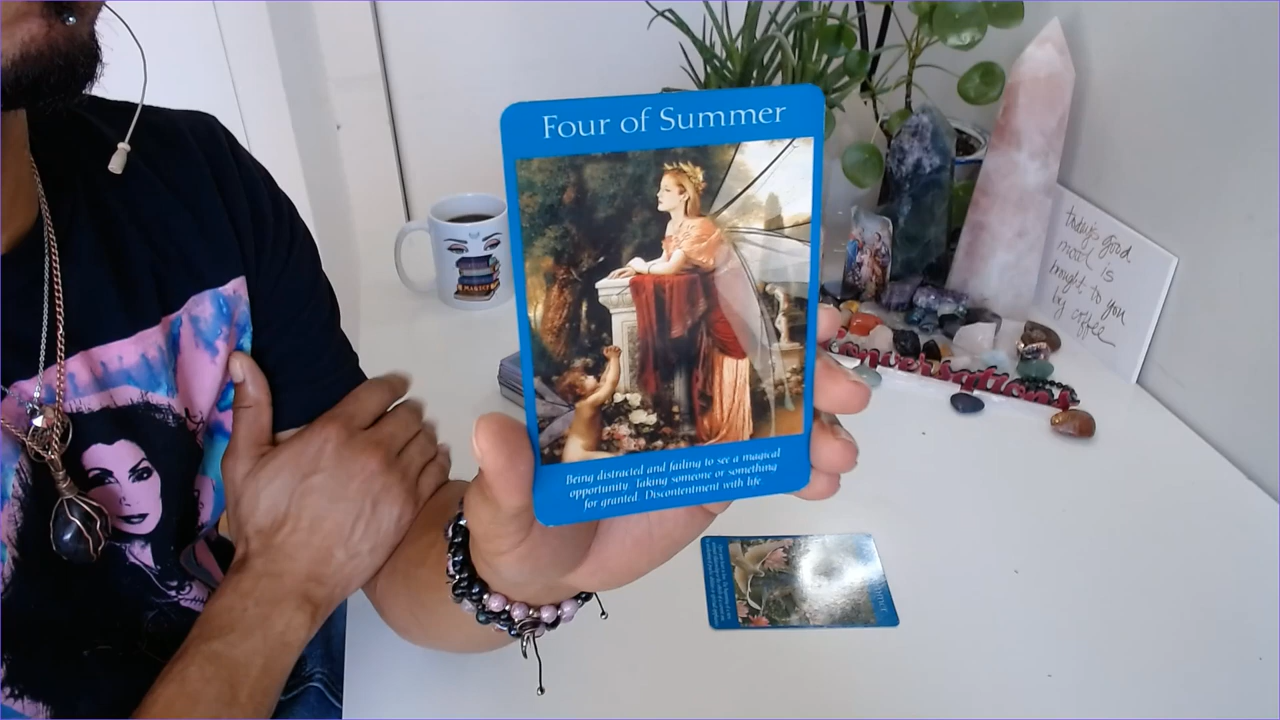 Four of Summer
Being distracted and failing to see a magical
opportunity. Taking someone or something
for granted. Discontentment with life
today's good
mood is
brought to you
by coffee
conversations